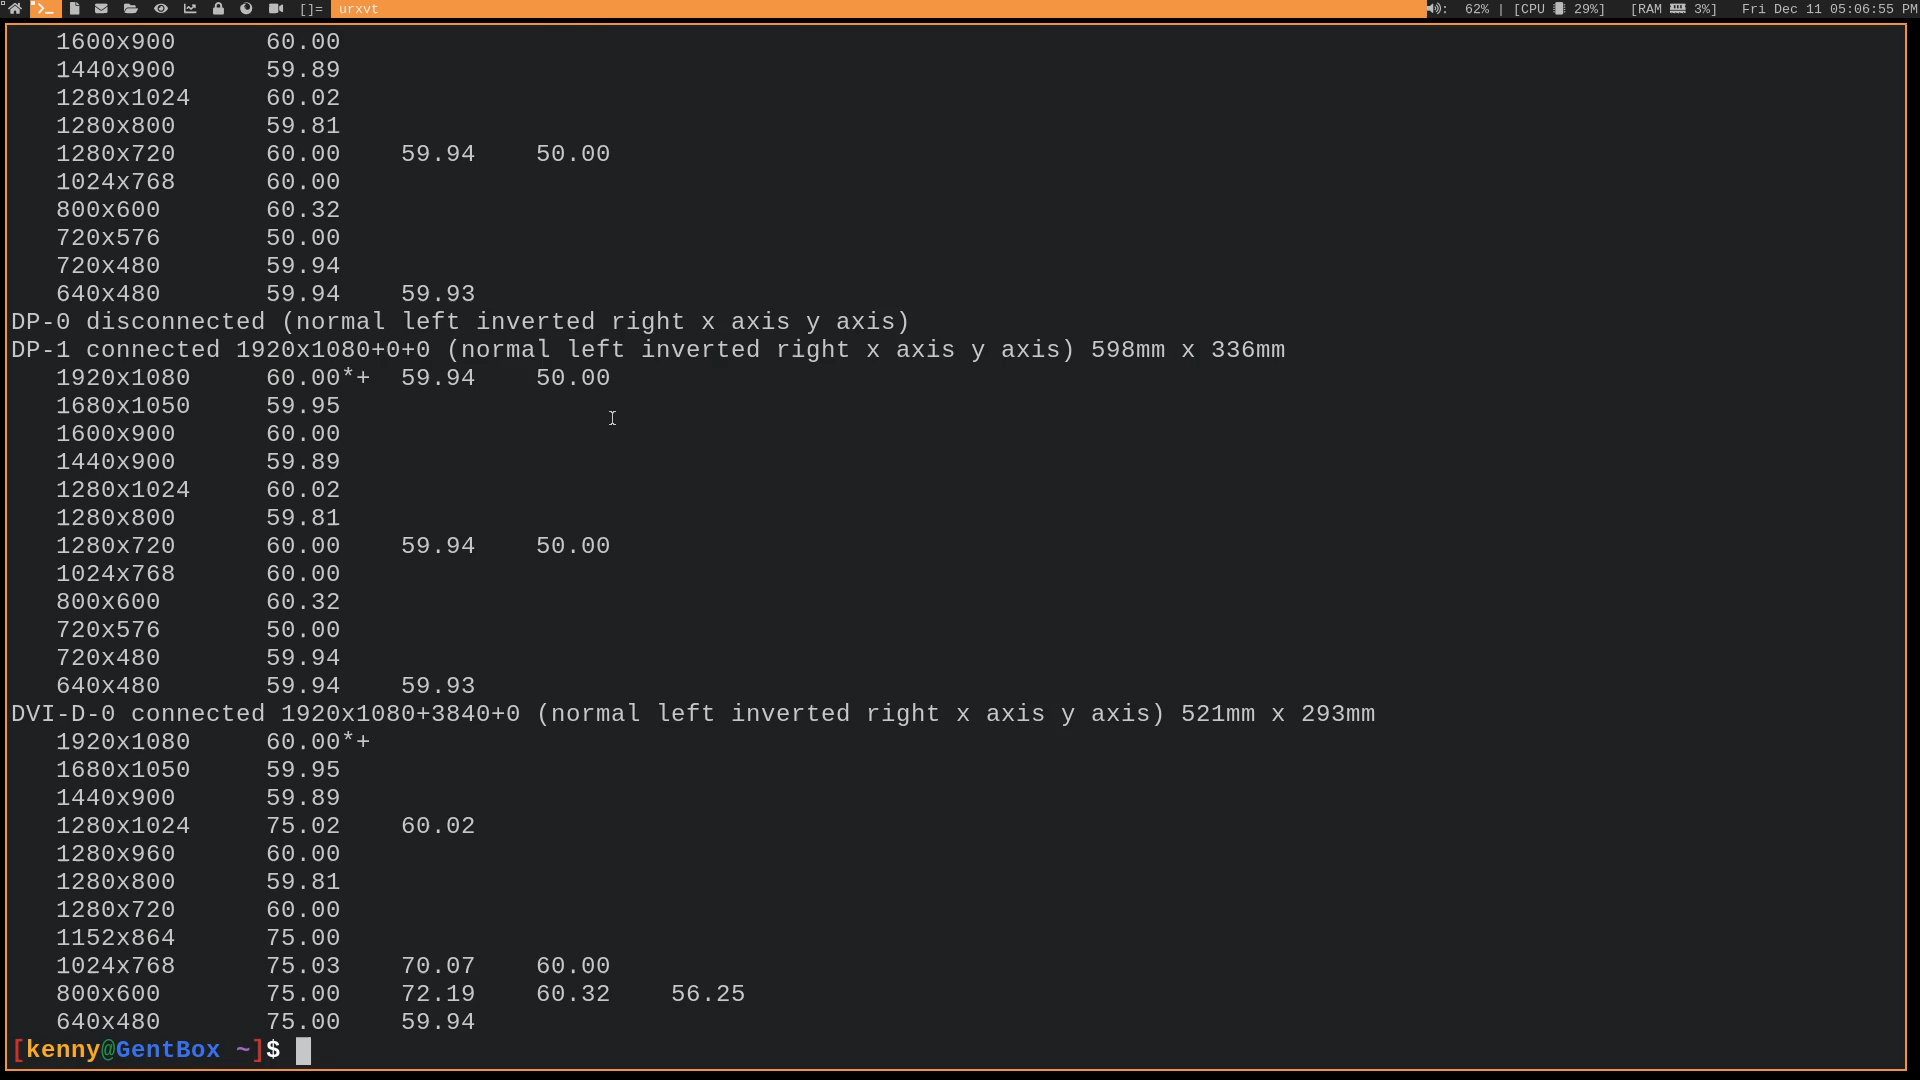 []= urxvt : 62% | [CPU 29%] [RAM 3%] Fri Dec 11 05:06:55 PM
1600x900 60.00
1440x900 59.89
1280x1024 60.02
1280x800 59.81
1280x720 60.00 59.94 50.00
1024x768 60.00
800x600 60.32
720x576 50.00
720x480 59.94
640x480 59.94 59.93
DP-0 disconnected (normal left inverted right x axis y axis)
DP-1 connected 1920x1080+0+0 (normal left inverted right x axis y axis) 598mm x 336mm
1920x1080 60.00*+ 59.94 50.00
1680x1050 59.95
1600x900 60.00
1440x900 59.89
1280x1024 60.02
1280x800 59.81
1280x720 60.00 59.94 50.00
1024x768 60.00
800x600 60.32
720x576 50.00
720x480 59.94
640x480 59.94 59.93
DVI-D-0 connected 1920x1080+3840+0 (normal left inverted right x axis y axis) 521mm x 293mm
1920x1080 60.00*+
1680x1050 59.95
1440x900 59.89
1280x1024 75.02 60.02
1280x960 60.00
1280x800 59.81
1280x720 60.00
1152x864 75.00
1024x768 75.03 70.07 60.00
800x600 75.00 72.19 60.32 56.25
640x480 75.00 59.94
[kenny@GentBox ~]$